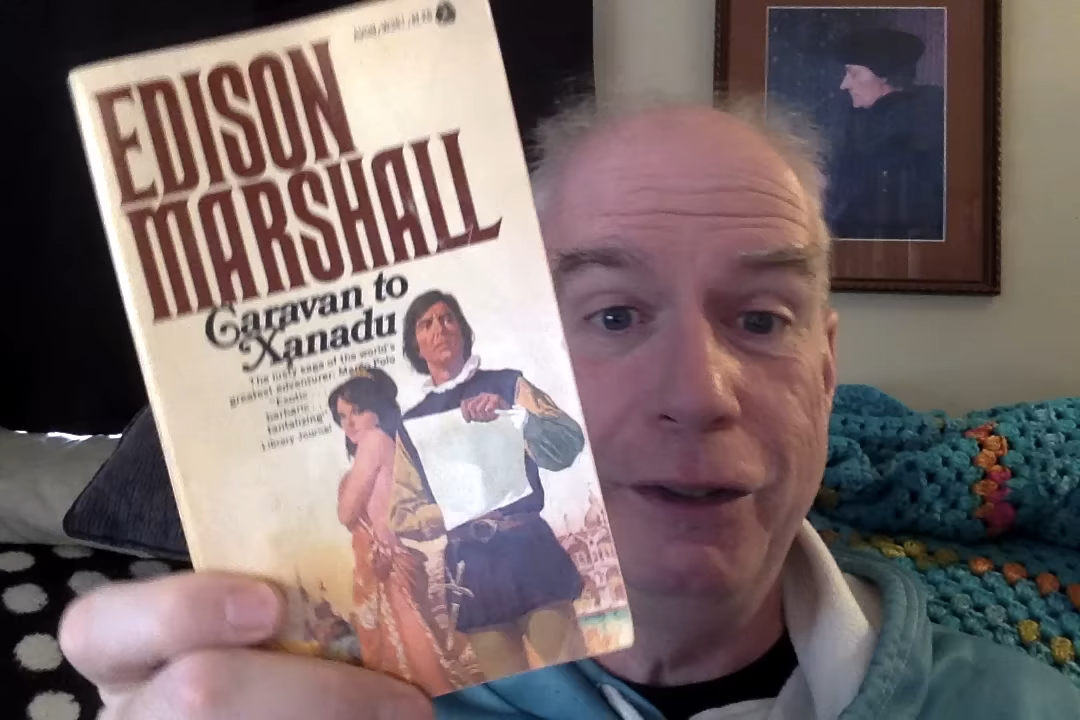 EDISON
MARSHALL
Caravan to
Xanadu
The lusty saga of the world's
greatest adventurer: Marco Polo
"Exotic...
barbaric...
tantalizing"
Library Journal